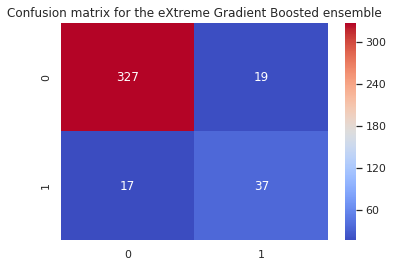 Confusion matrix for the eXtreme Gradient Boosted ensemble
0 327 19
1 17 37
0 1
300
240
180
120
60